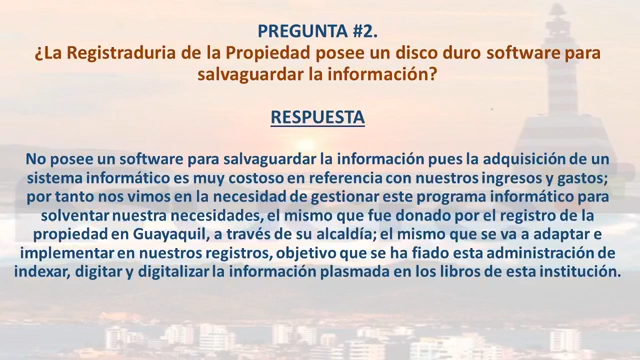 PREGUNTA #2.
¿La Registraduria de la Propiedad posee un disco duro software para
salvaguardar la información?
RESPUESTA
No posee un software para salvaguardar la información pues la adquisición de un
sistema informático es muy costoso en referencia con nuestros ingresos y gastos;
por tanto nos vimos en la necesidad de gestionar este programa informático para
solventar nuestra necesidades, el mismo que fue donado por el registro de la
propiedad en Guayaquil, a través de su alcaldía; el mismo que se va a adaptar e
implementar en nuestros registros, objetivo que se ha fiado esta administración de
indexar, digitar y digitalizar la información plasmada en los libros de esta institución.